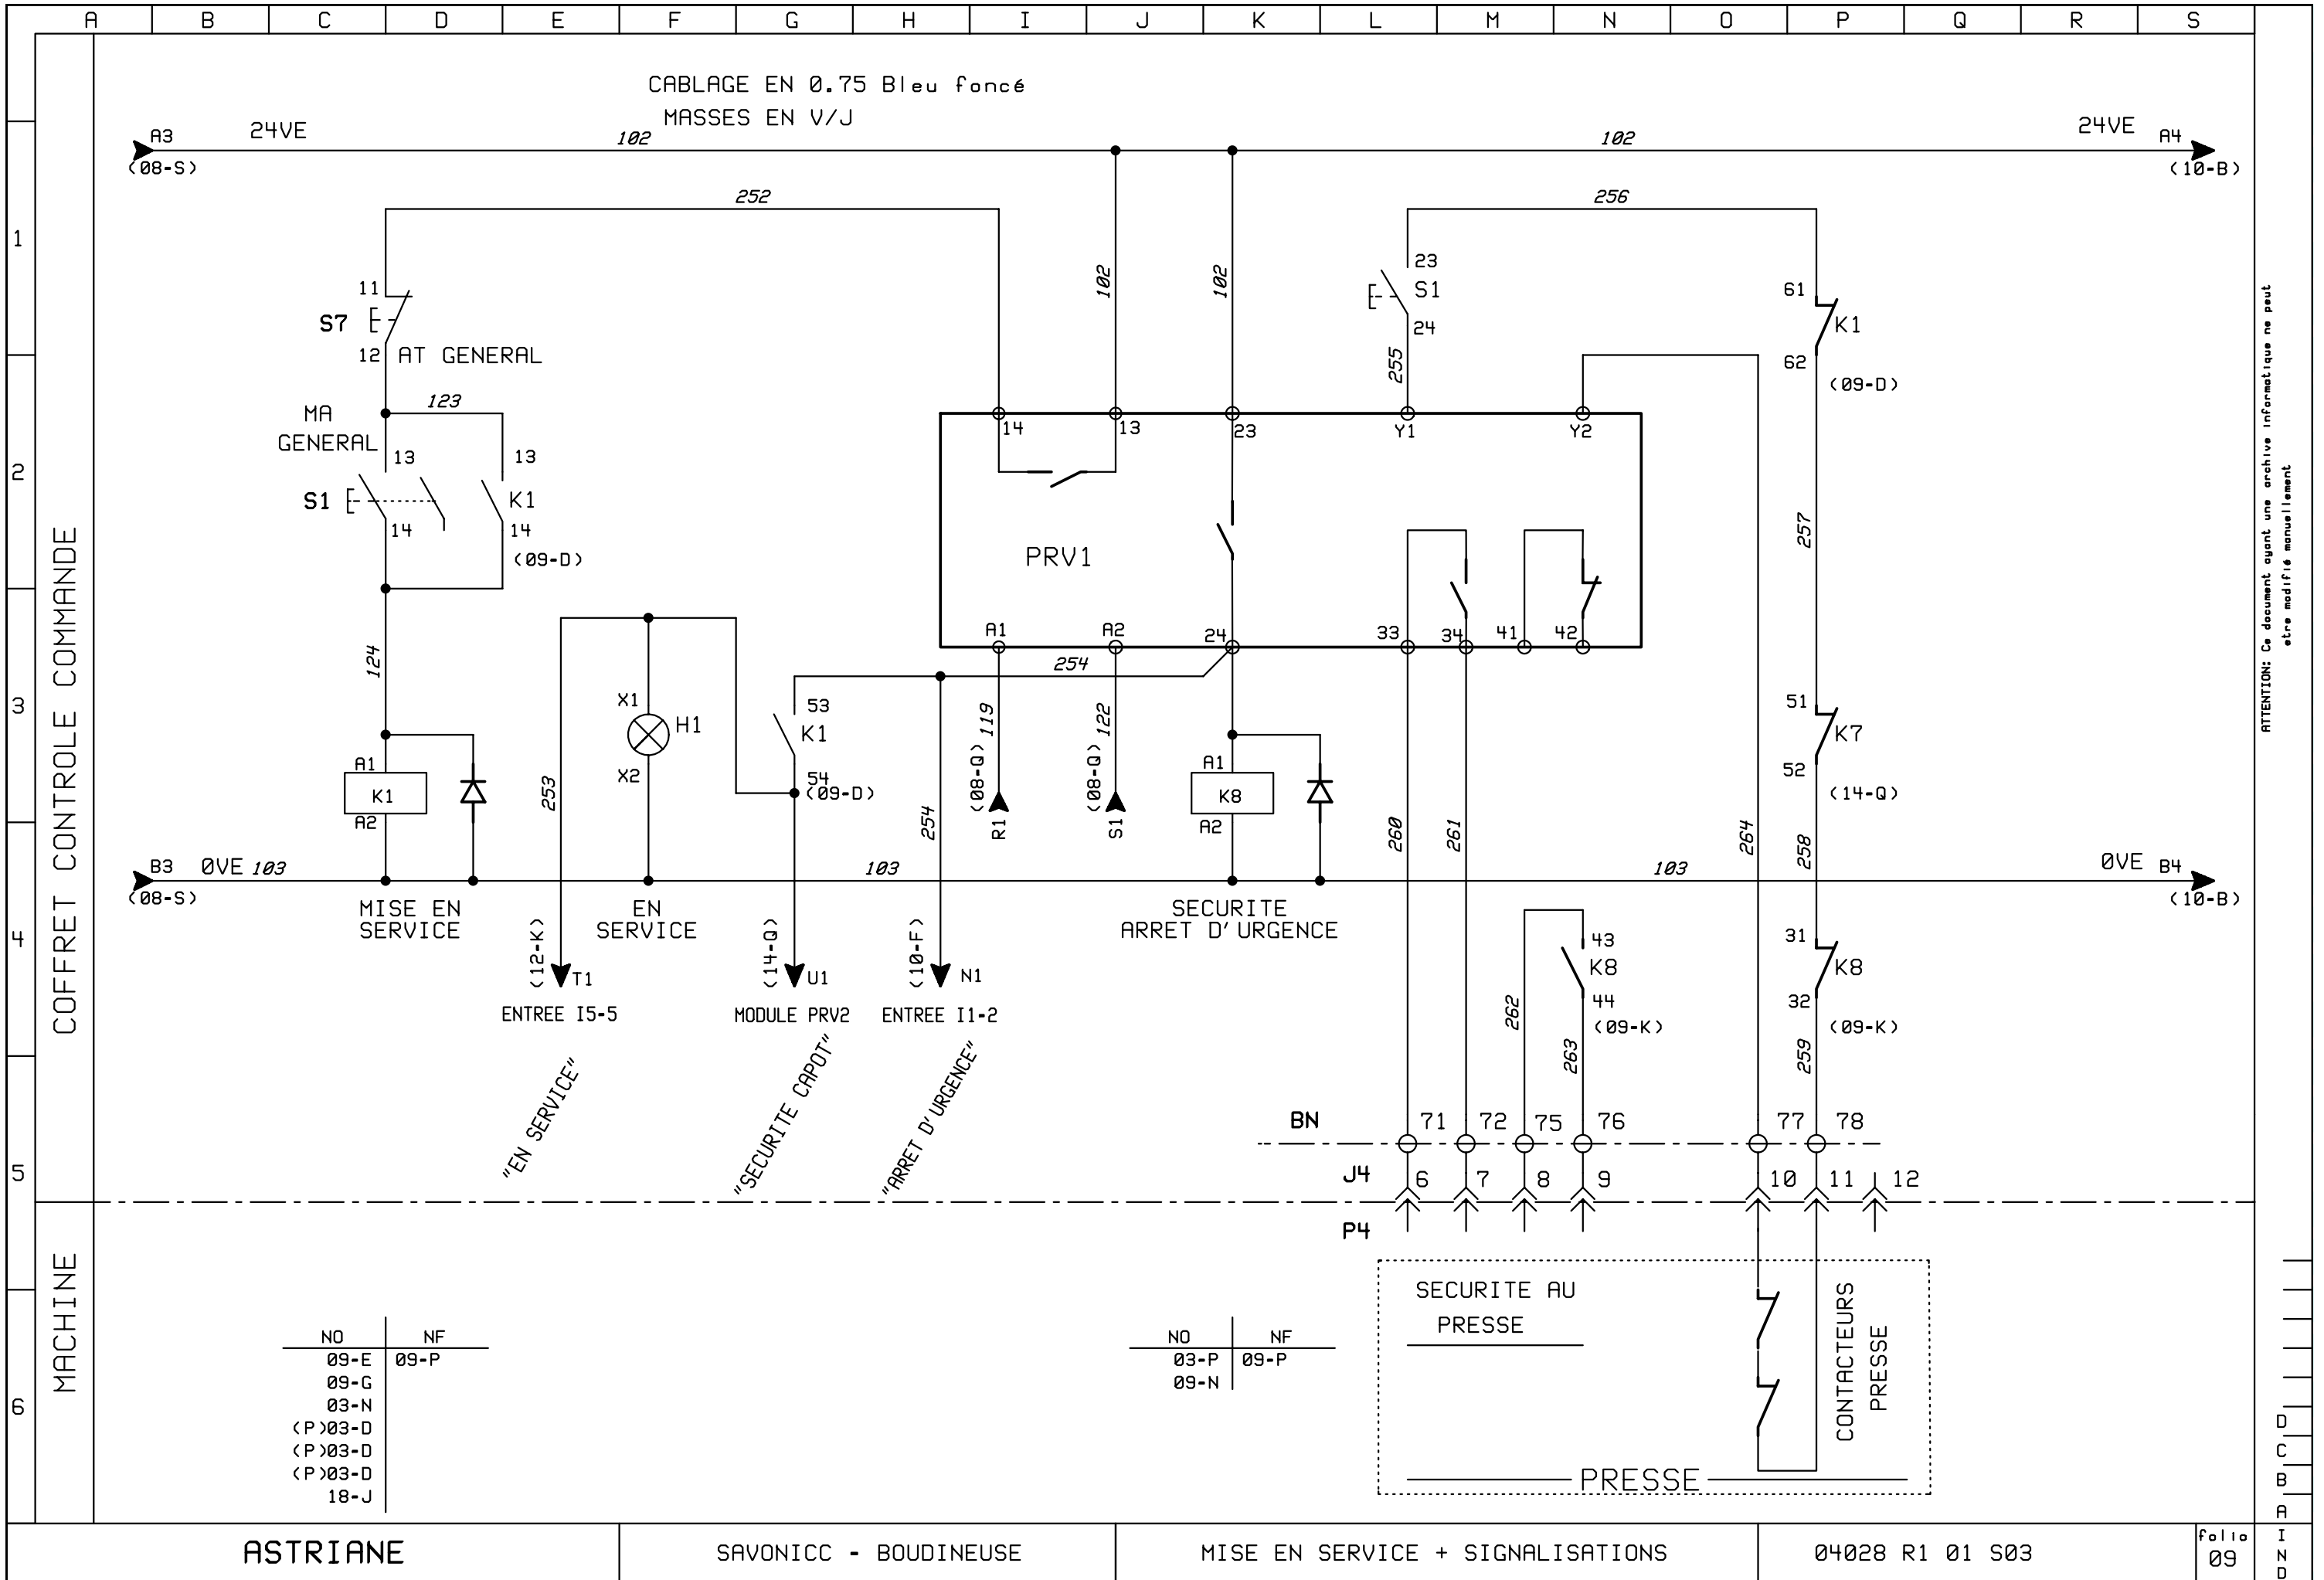 A B C D E F G H I J K L M N O P Q R S
CABLAGE EN 0.75 Bleu foncé
MASSES EN V/J
A3 24VE 102 102 24VE A4
(08-S) (10-B)
252 256
1
102 102
11
S7
12 AT GENERAL
23
S1
24
255
61
K1
62
(09-D)
2
MA
GENERAL
123
13
S1
14
13
K1
14
(09-D)
14 13 23 Y1 Y2
PRV1
A1 A2 24 33 34 41 42
257
124
254
3
X1
H1
X2
53
K1
54
(09-D)
119
(08-Q)
R1
122
(08-Q)
S1
51
K7
52
(14-Q)
A1
K1
A2
253
254
A1
K8
A2
260
261
264
258
B3 0VE 103 103 103 0VE B4
(08-S) (10-B)
4
MISE EN
SERVICE
EN
SERVICE
SECURITE
ARRET D'URGENCE
(12-K)
T1
(14-Q)
U1
(10-F)
N1
ENTREE I5-5
MODULE PRV2
ENTREE I1-2
"EN SERVICE"
"SECURITE CAPOT"
"ARRET D'URGENCE"
43
K8
44
(09-K)
262
263
31
K8
32
(09-K)
259
5
BN 71 72 75 76 77 78
J4 6 7 8 9 10 11 12
P4
COFFRET CONTROLE COMMANDE
MACHINE
6
SECURITE AU
PRESSE
CONTACTEURS
PRESSE
PRESSE
NO NF
09-E 09-P
09-G
03-N
(P)03-D
(P)03-D
(P)03-D
18-J
NO NF
03-P 09-P
09-N
ATTENTION: Ce document ayant une archive informatique ne peut
etre modifié manuellement
D
C
B
A
I
N
D
ASTRIANE
SAVONICC - BOUDINEUSE
MISE EN SERVICE + SIGNALISATIONS
04028 R1 01 S03
folio
09